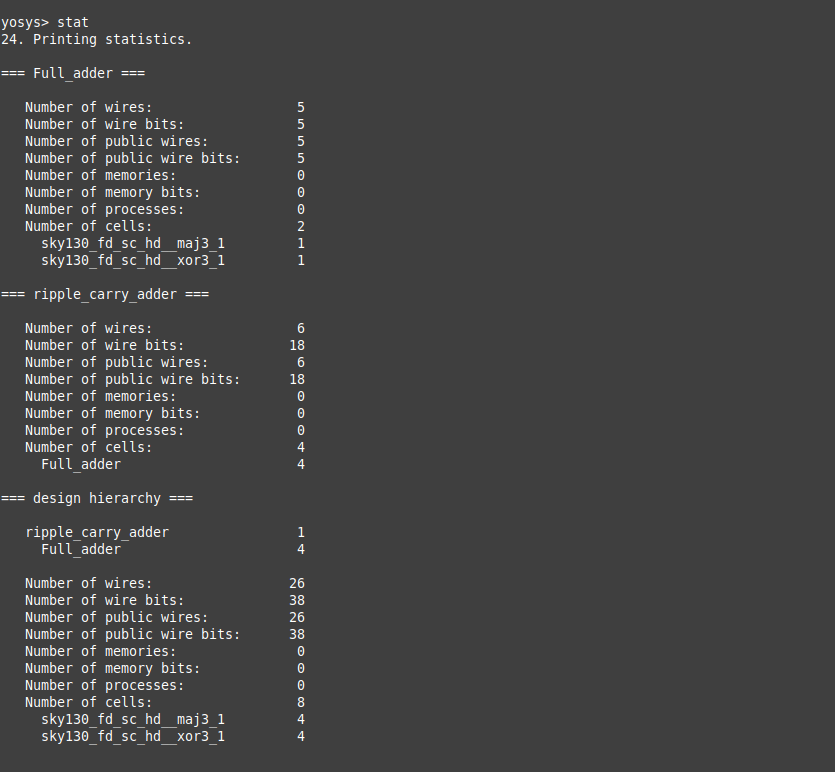 yosys> stat
24. Printing statistics.
=== Full_adder ===
Number of wires: 5
Number of wire bits: 5
Number of public wires: 5
Number of public wire bits: 5
Number of memories: 0
Number of memory bits: 0
Number of processes: 0
Number of cells: 2
sky130_fd_sc_hd__maj3_1 1
sky130_fd_sc_hd__xor3_1 1
=== ripple_carry_adder ===
Number of wires: 6
Number of wire bits: 18
Number of public wires: 6
Number of public wire bits: 18
Number of memories: 0
Number of memory bits: 0
Number of processes: 0
Number of cells: 4
Full_adder 4
=== design hierarchy ===
ripple_carry_adder 1
Full_adder 4
Number of wires: 26
Number of wire bits: 38
Number of public wires: 26
Number of public wire bits: 38
Number of memories: 0
Number of memory bits: 0
Number of processes: 0
Number of cells: 8
sky130_fd_sc_hd__maj3_1 4
sky130_fd_sc_hd__xor3_1 4